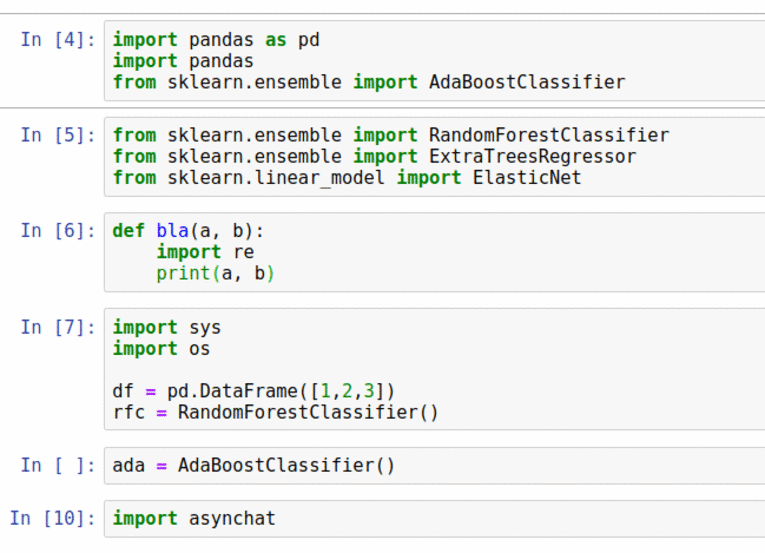 In [4]: import pandas as pd
import pandas
from sklearn.ensemble import AdaBoostClassifier
In [5]: from sklearn.ensemble import RandomForestClassifier
from sklearn.ensemble import ExtraTreesRegressor
from sklearn.linear_model import ElasticNet
In [6]: def bla(a, b):
    import re
    print(a, b)
In [7]: import sys
import os
df = pd.DataFrame([1,2,3])
rfc = RandomForestClassifier()
In [ ]: ada = AdaBoostClassifier()
In [10]: import asynchat